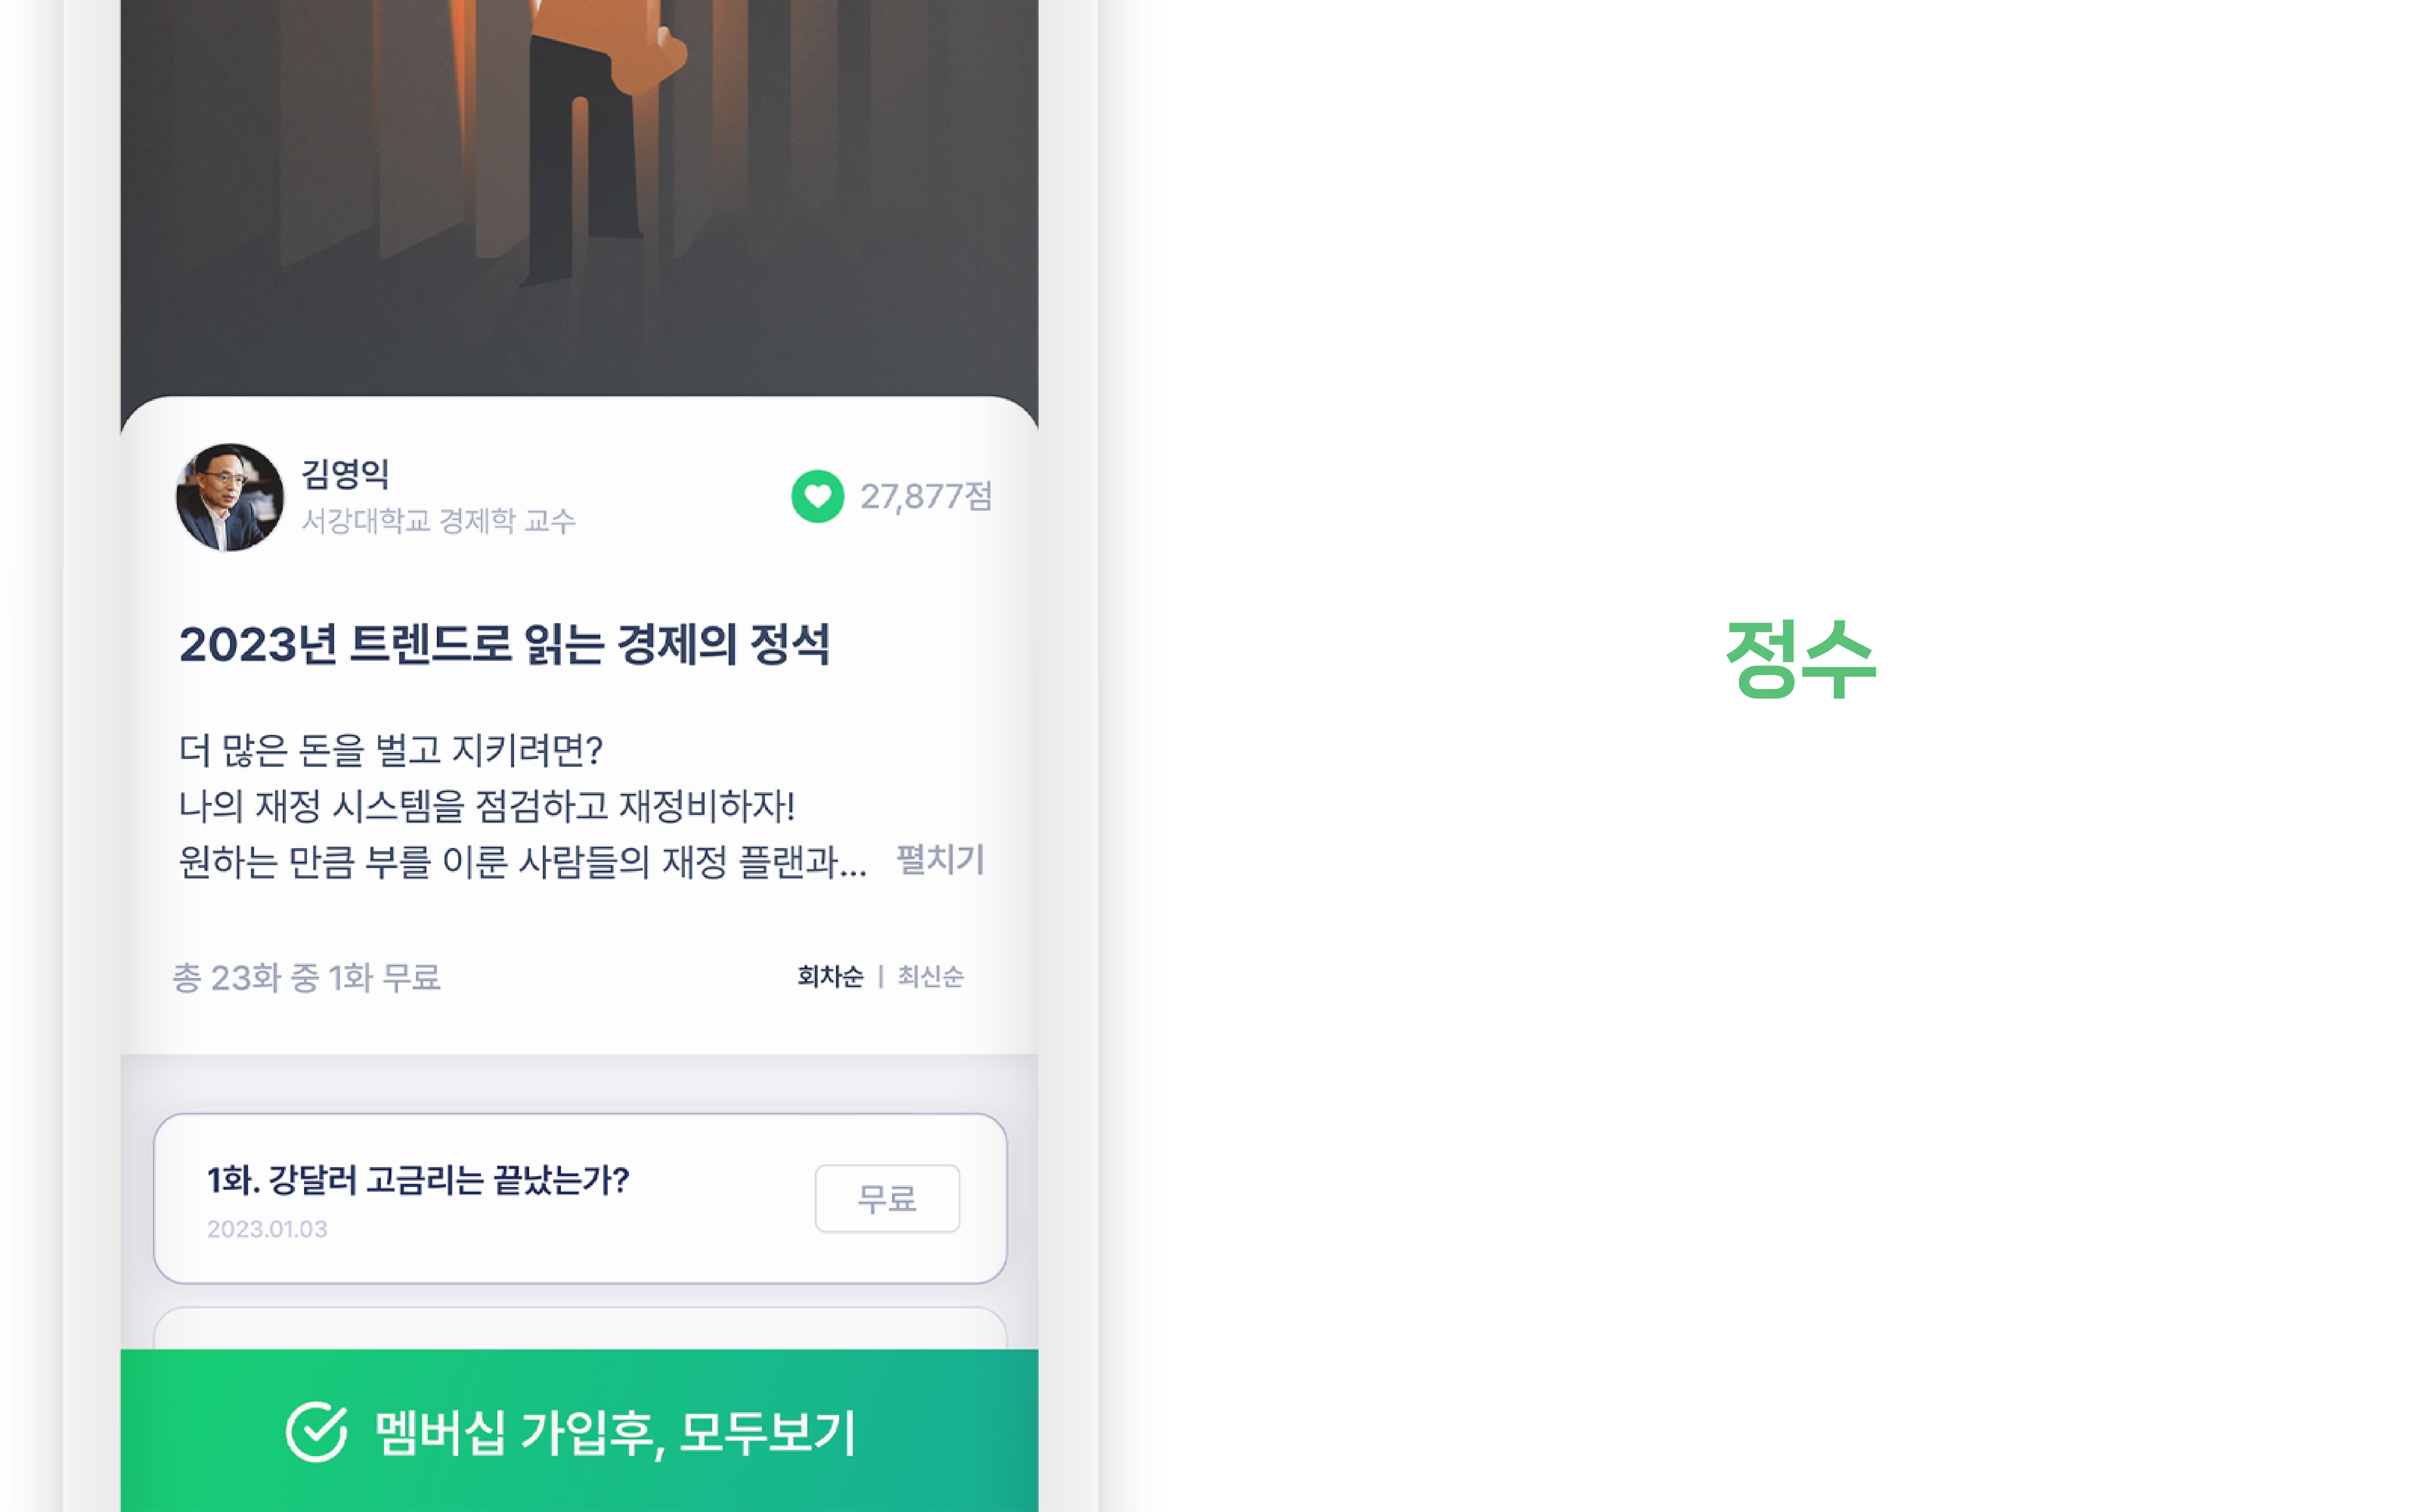 김영익
서강대학교 경제학 교수
27,877점
2023년 트렌드로 읽는 경제의 정석
더 많은 돈을 벌고 지키려면?
나의 재정 시스템을 점검하고 재정비하자!
원하는 만큼 부를 이룬 사람들의 재정 플랜과... 펼치기
총 23화 중 1화 무료
회차순 | 최신순
1화. 강달러 고금리는 끝났는가?
2023.01.03
무료
멤버십 가입후, 모두보기
정수